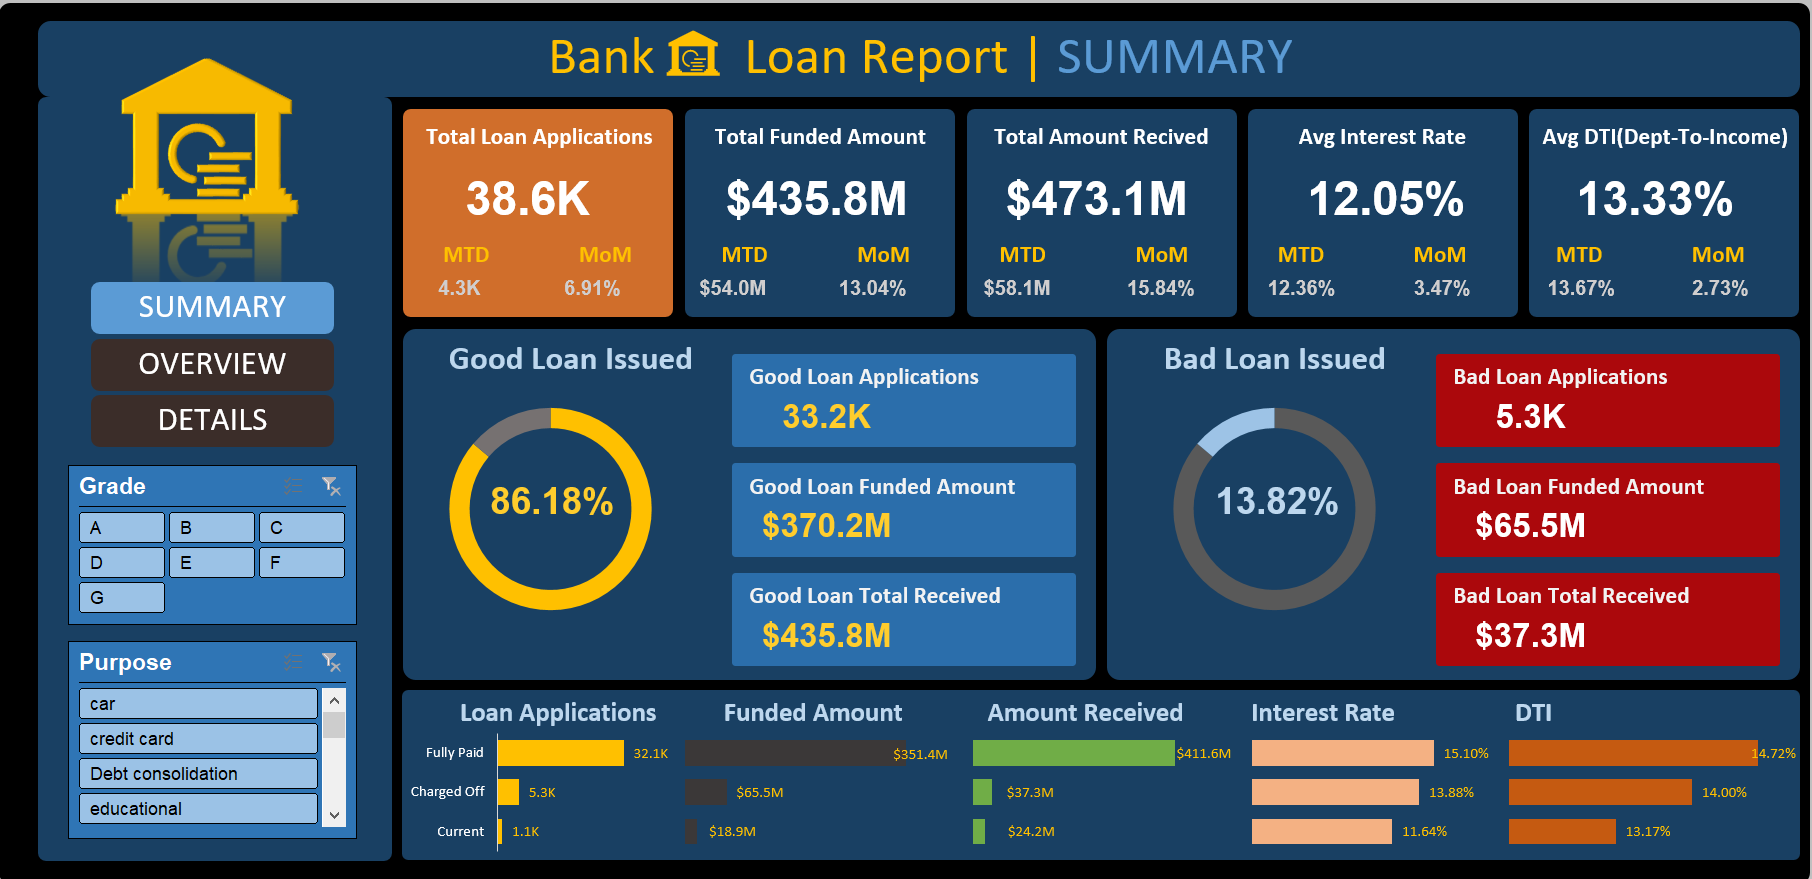 Bank Loan Report | SUMMARY
SUMMARY
OVERVIEW
DETAILS
Grade
A B C
D E F
G
Purpose
car
credit card
Debt consolidation
educational
Total Loan Applications
38.6K
MTD MoM
4.3K 6.91%
Total Funded Amount
$435.8M
MTD MoM
$54.0M 13.04%
Total Amount Recived
$473.1M
MTD MoM
$58.1M 15.84%
Avg Interest Rate
12.05%
MTD MoM
12.36% 3.47%
Avg DTI(Dept-To-Income)
13.33%
MTD MoM
13.67% 2.73%
Good Loan Issued
86.18%
Good Loan Applications
33.2K
Good Loan Funded Amount
$370.2M
Good Loan Total Received
$435.8M
Bad Loan Issued
13.82%
Bad Loan Applications
5.3K
Bad Loan Funded Amount
$65.5M
Bad Loan Total Received
$37.3M
Loan Applications Funded Amount Amount Received Interest Rate DTI
Fully Paid 32.1K $351.4M $411.6M 15.10% 14.72%
Charged Off 5.3K $65.5M $37.3M 13.88% 14.00%
Current 1.1K $18.9M $24.2M 11.64% 13.17%